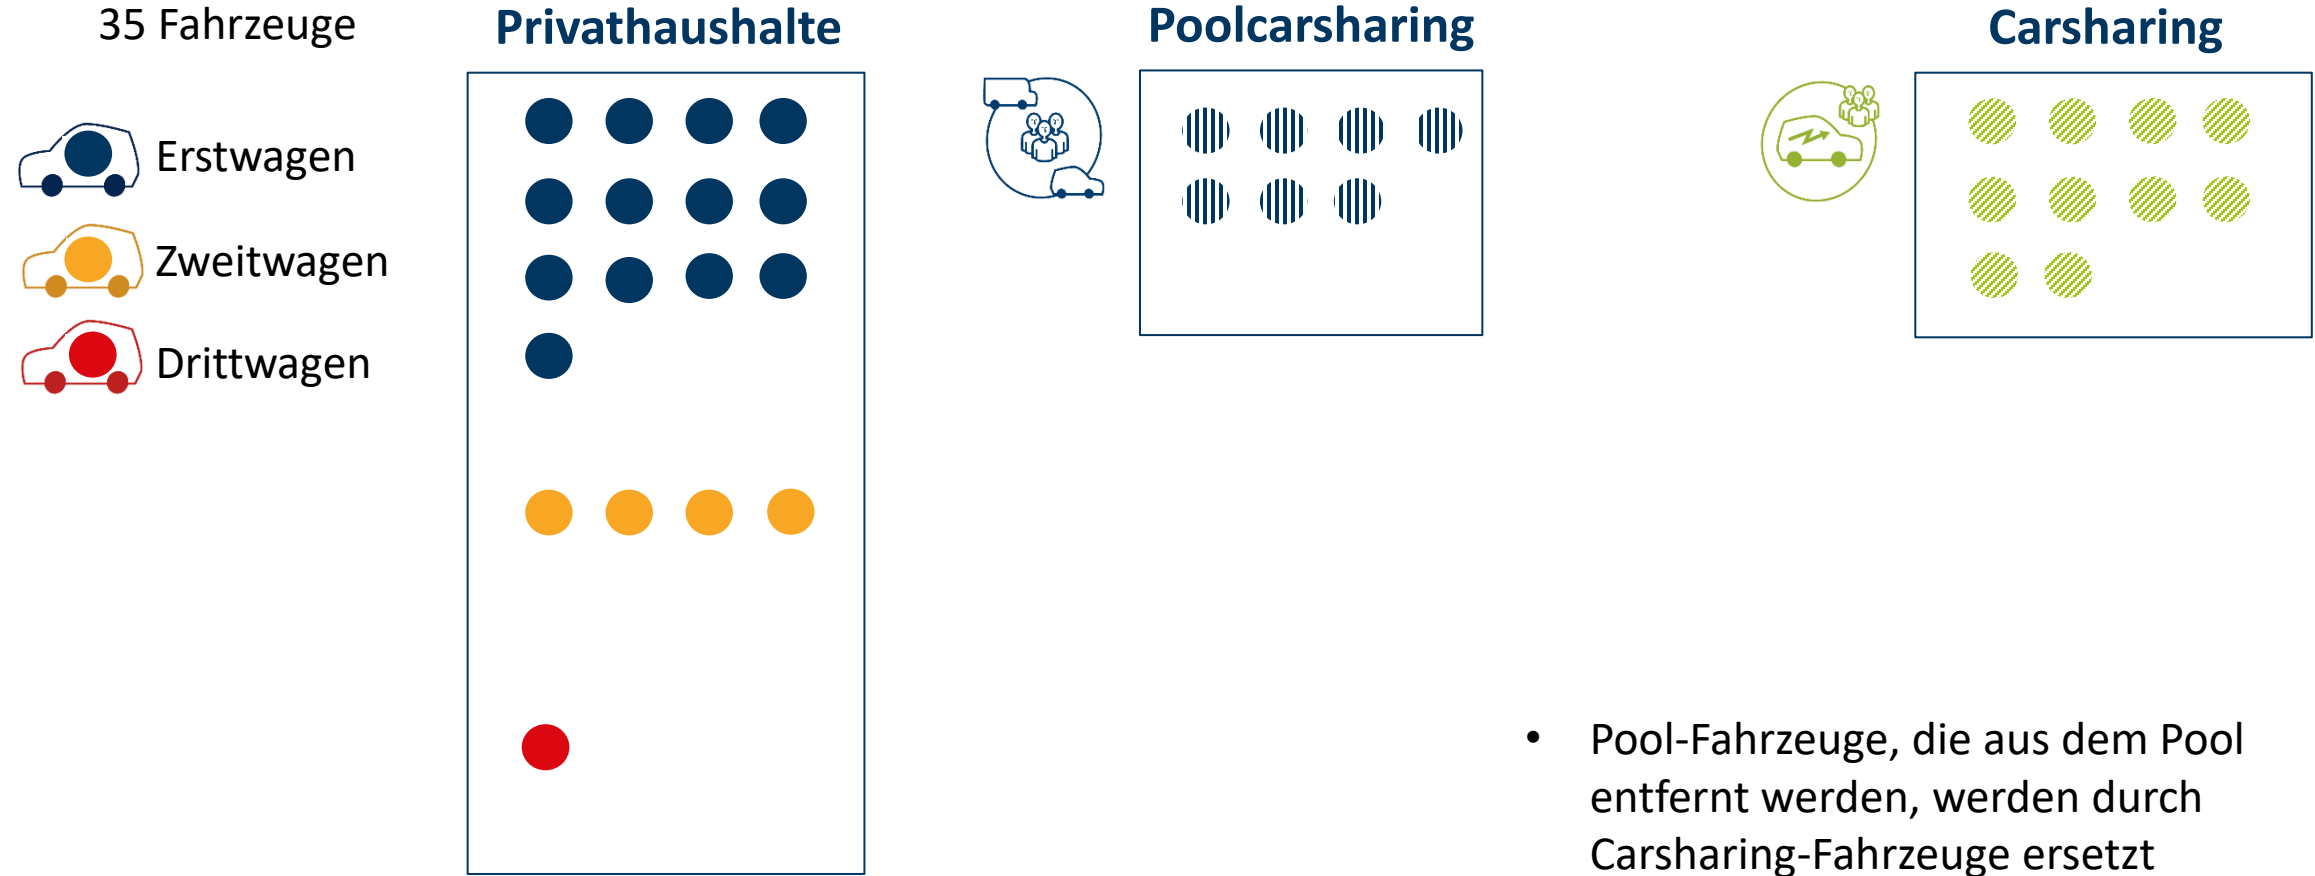 35 Fahrzeuge
Privathaushalte
Poolcarsharing
Carsharing
Erstwagen
Zweitwagen
Drittwagen
• Pool-Fahrzeuge, die aus dem Pool
entfernt werden, werden durch
Carsharing-Fahrzeuge ersetzt